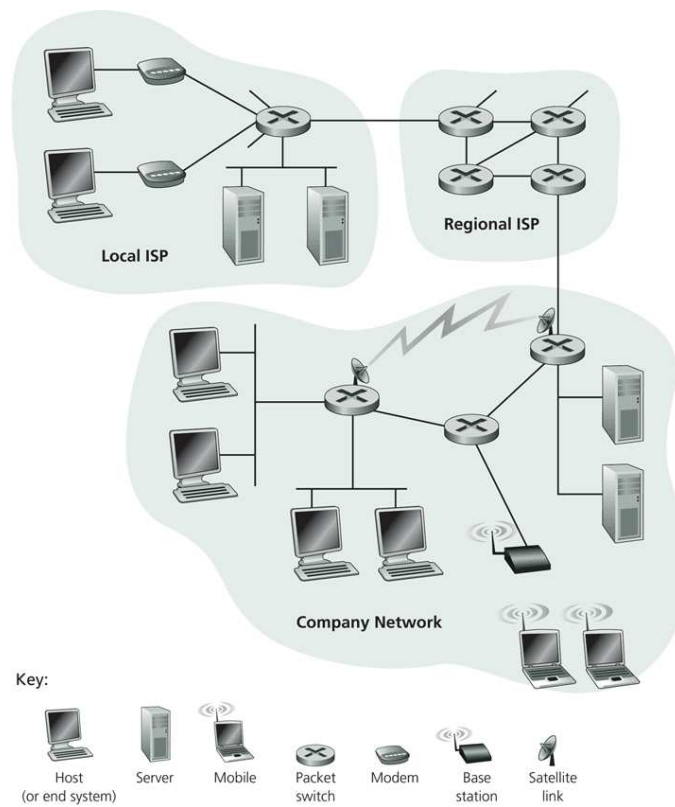 Local ISP
Regional ISP
Company Network
Key:
Host
(or end system)
Server
Mobile
Packet
switch
Modem
Base
station
Satellite
link